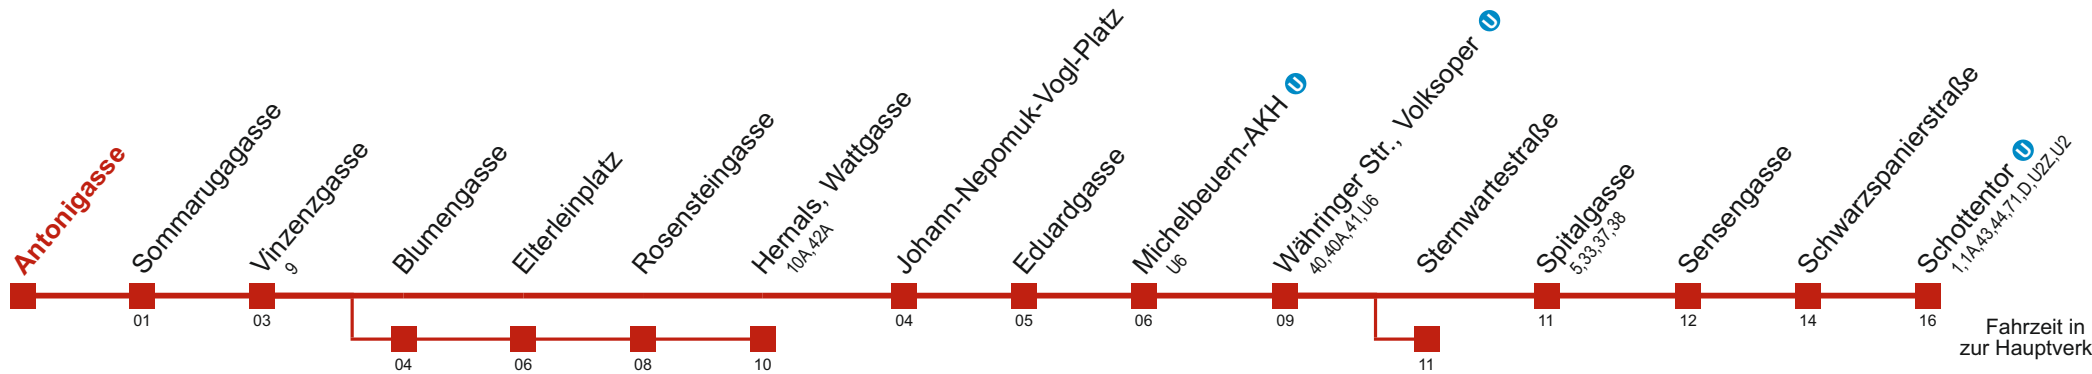 Antonigasse
Sommarugagasse
01
Vinzenzgasse
9
03
Blumengasse
04
Elterleinplatz
06
Rosensteingasse
08
Hernals, Wattgasse
10A,42A
10
Johann-Nepomuk-Vogl-Platz
04
Eduardgasse
05
Michelbeuern-AKH U
U6
06
Währinger Str., Volksoper U
40,40A,41,U6
09
Sternwartestraße
11
Spitalgasse
5,33,37,38
11
Sensengasse
12
Schwarzspanierstraße
14
Schottentor U
1,1A,43,44,71,D,U2Z,U2
16
Fahrzeit in
zur Hauptverk